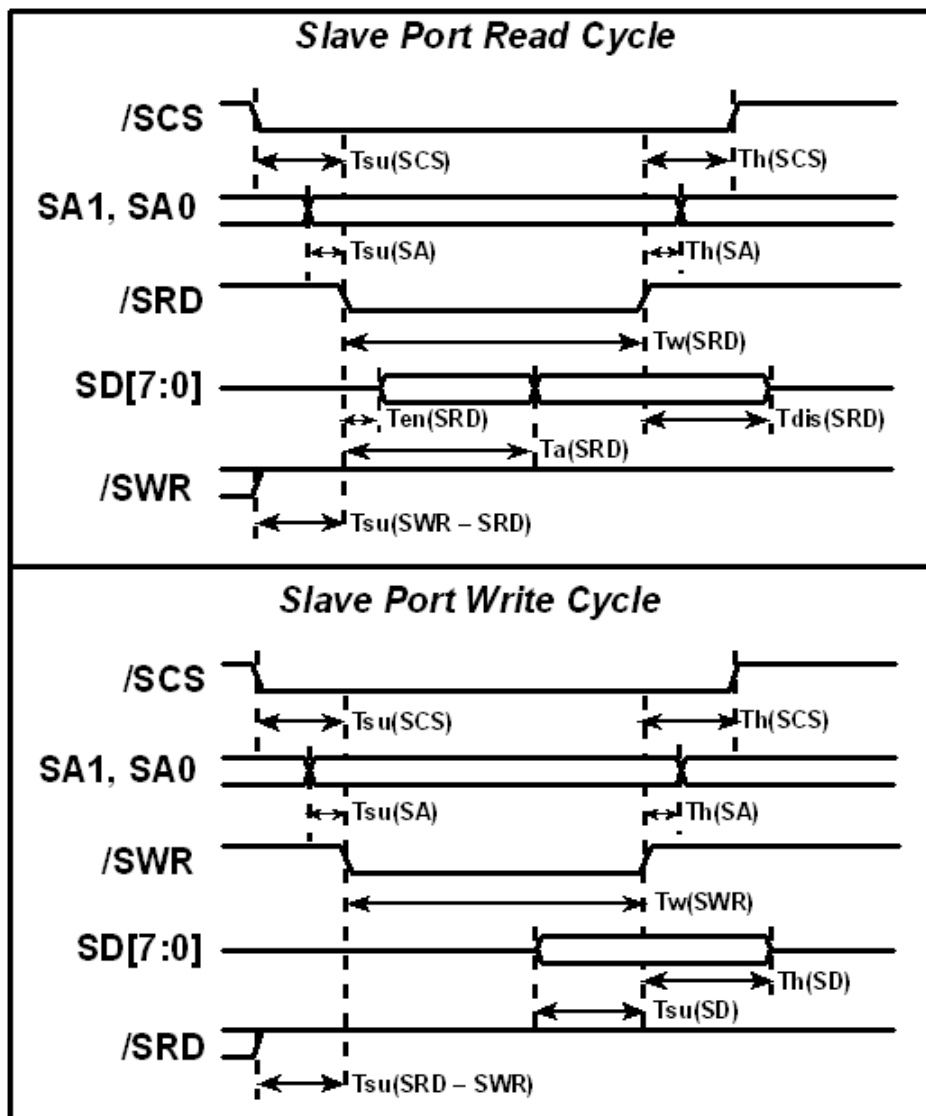 Slave Port Read Cycle
/SCS
Tsu(SCS)
Th(SCS)
SA1, SA0
Tsu(SA)
Th(SA)
/SRD
Tw(SRD)
SD[7:0]
Ten(SRD)
Tdis(SRD)
Ta(SRD)
/SWR
Tsu(SWR – SRD)
Slave Port Write Cycle
/SCS
Tsu(SCS)
Th(SCS)
SA1, SA0
Tsu(SA)
Th(SA)
/SWR
Tw(SWR)
SD[7:0]
Th(SD)
Tsu(SD)
/SRD
Tsu(SRD – SWR)